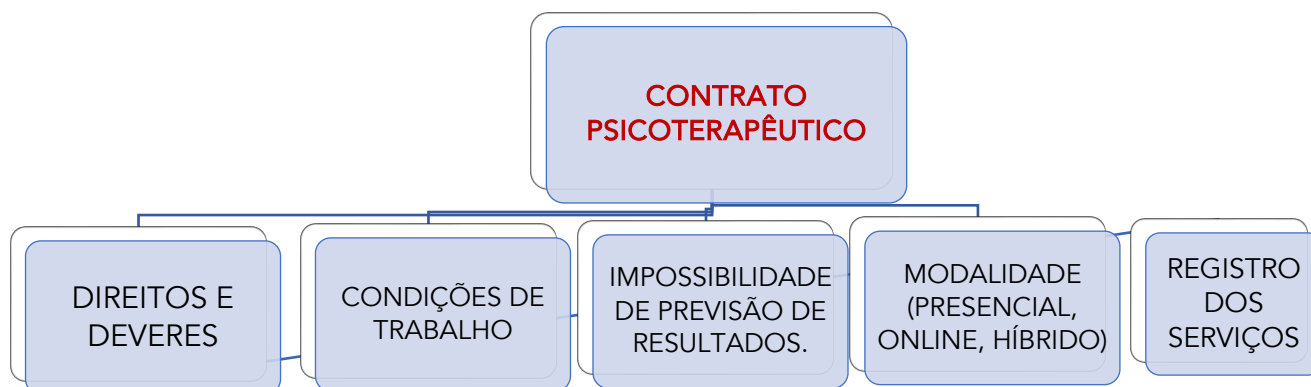 CONTRATO
PSICOTERAPÊUTICO
DIREITOS E
DEVERES
CONDIÇÕES DE
TRABALHO
IMPOSSIBILIDADE
DE PREVISÃO DE
RESULTADOS.
MODALIDADE
(PRESENCIAL,
ONLINE, HÍBRIDO)
REGISTRO
DOS
SERVIÇOS